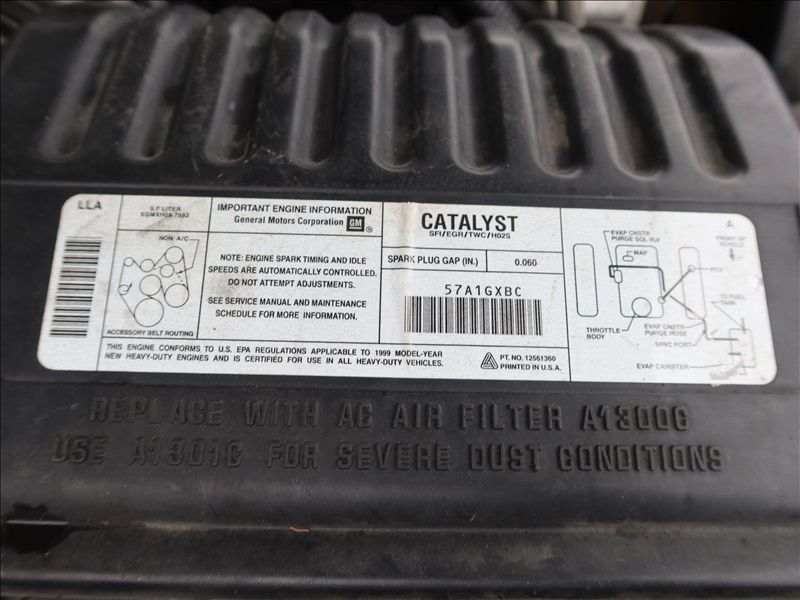 LLA
5.7 LITER
NON A/C
ACCESSORY BELT ROUTING
IMPORTANT ENGINE INFORMATION
General Motors Corporation GM ®
NOTE: ENGINE SPARK TIMING AND IDLE
SPEEDS ARE AUTOMATICALLY CONTROLLED.
DO NOT ATTEMPT ADJUSTMENTS.
SEE SERVICE MANUAL AND MAINTENANCE
SCHEDULE FOR MORE INFORMATION.
CATALYST
SFI/EGR/TWC/HO2S
SPARK PLUG GAP (IN.) 0.060
57A1GXBC
THIS ENGINE CONFORMS TO U.S. EPA REGULATIONS APPLICABLE TO 1999 MODEL-YEAR
NEW HEAVY-DUTY ENGINES AND IS CERTIFIED FOR USE IN ALL HEAVY-DUTY VEHICLES.
PT. NO. 12561360
PRINTED IN U.S.A.
A
EVAP CNSTR
PURGE SOL VLV
MAP
FRONT OF
VEHICLE
PCV
TO FUEL
TANK
THROTTLE
BODY
EVAP CNSTR
PURGE HOSE
SRVC PORT
EVAP CANISTER
REPLACE WITH AC AIR FILTER A1300C
USE A1301C FOR SEVERE DUST CONDITIONS